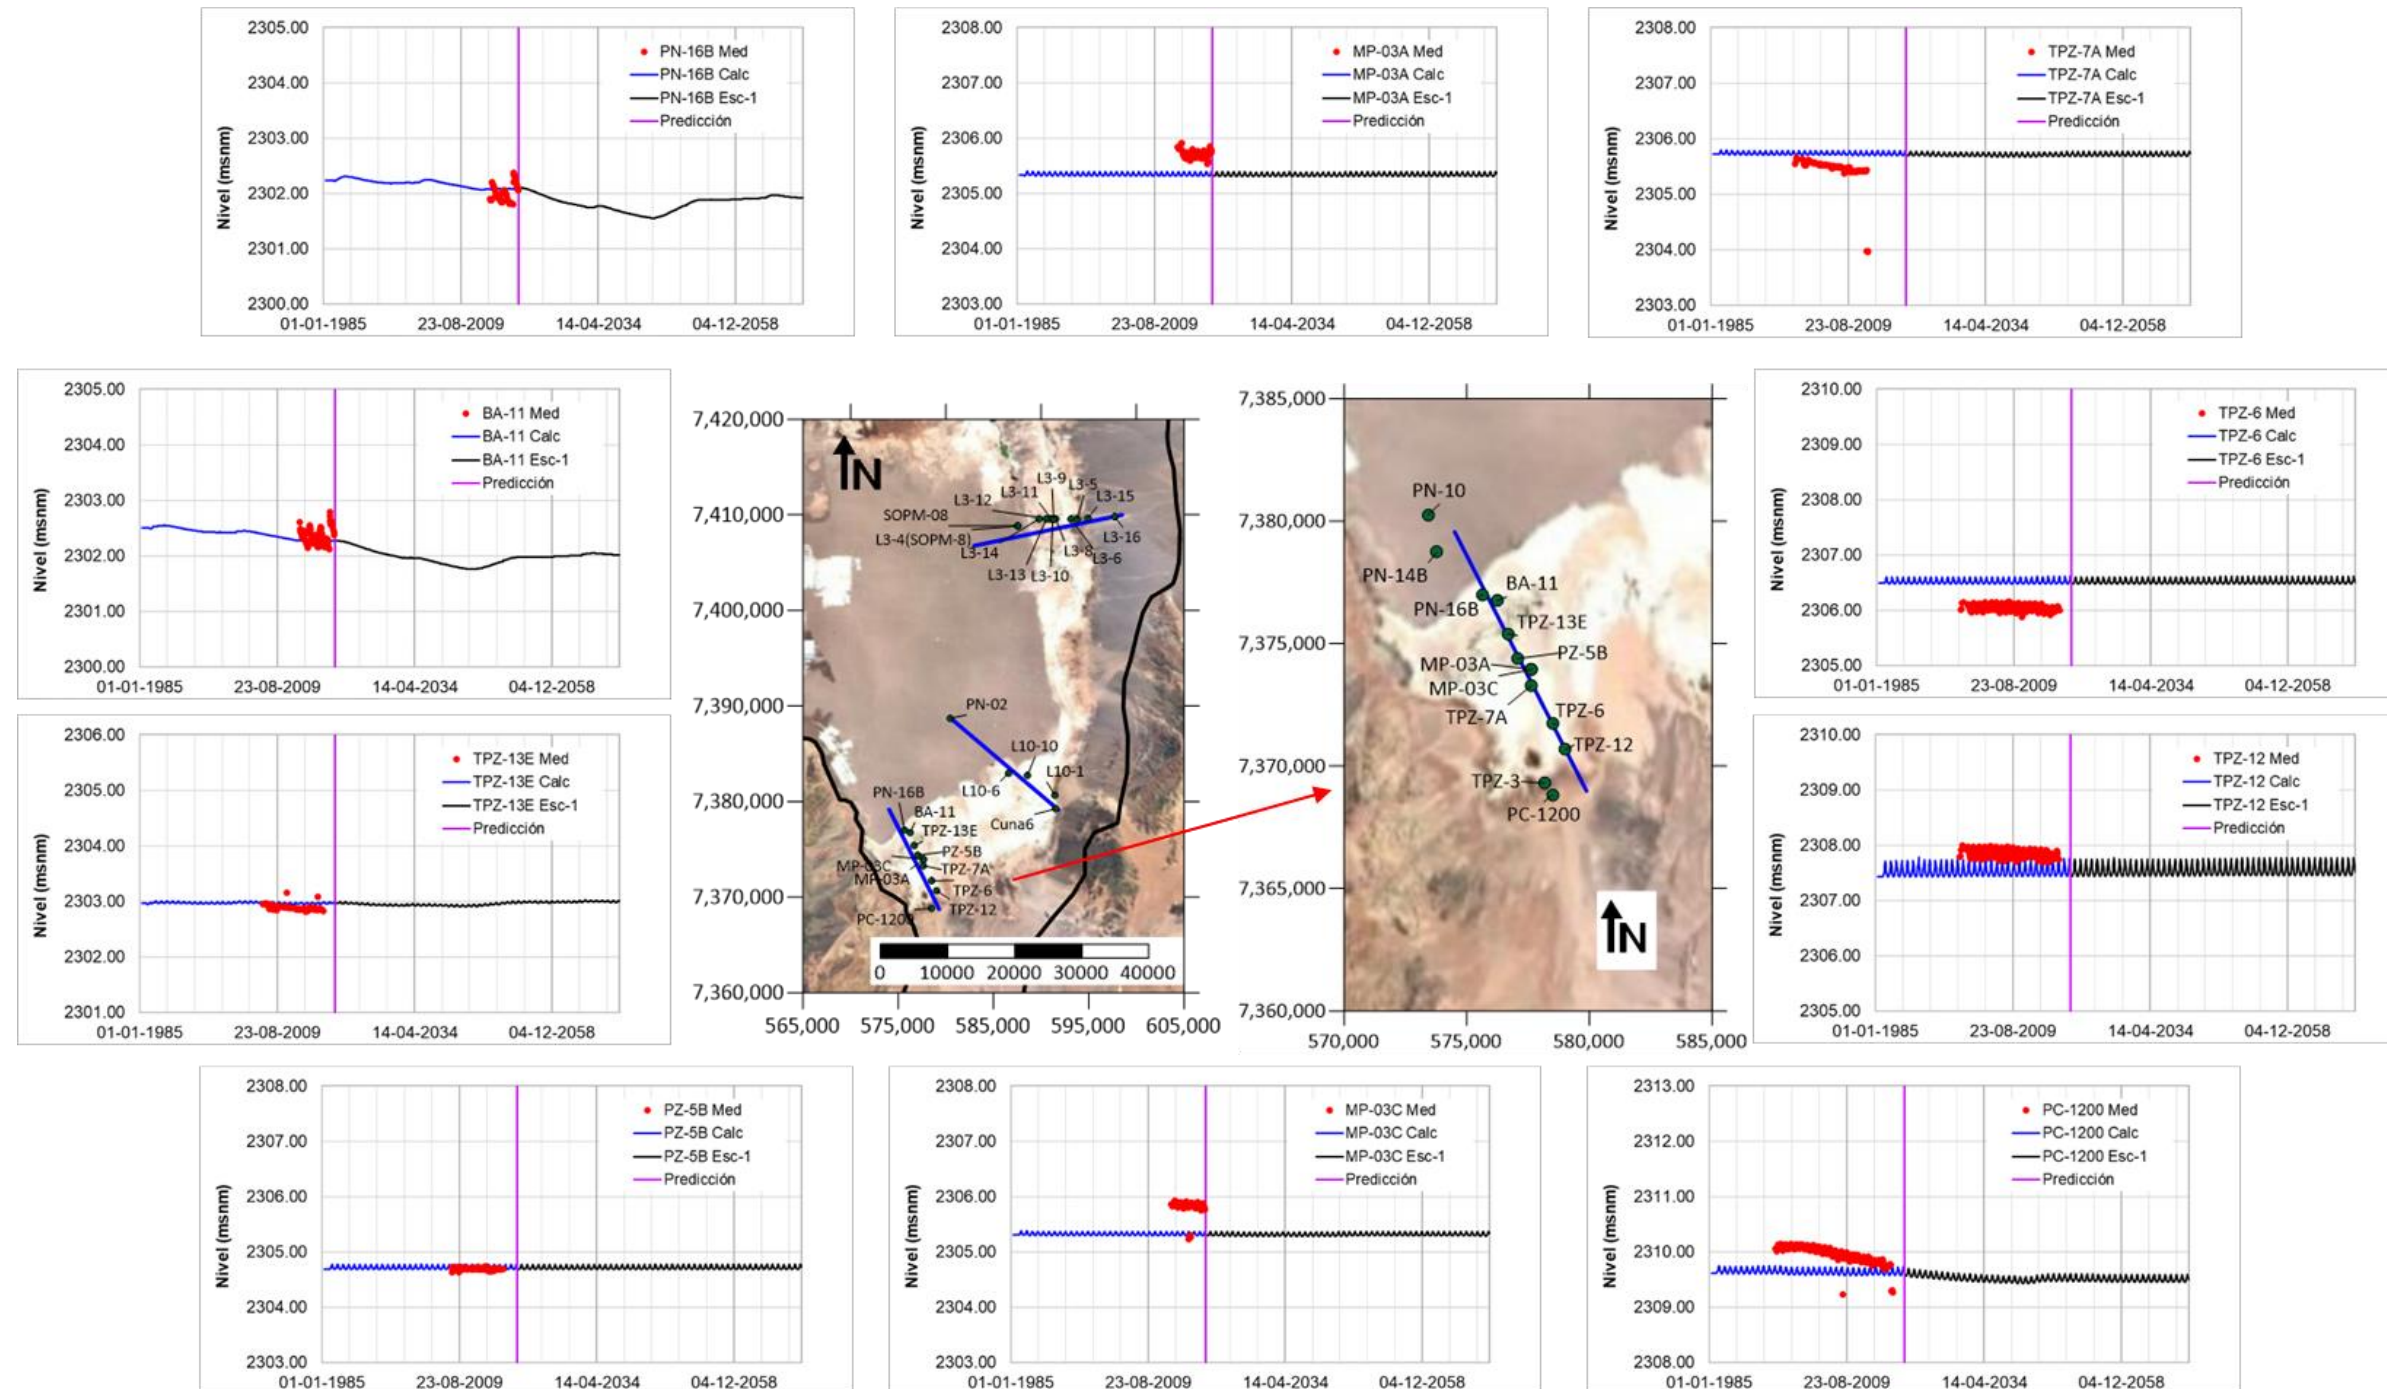 2305.00
2304.00
2303.00
2302.00
2301.00
2300.00
Nivel (msnm)
PN-16B Med
PN-16B Calc
PN-16B Esc-1
Predicción
01-01-1985 23-08-2009 14-04-2034 04-12-2058
2308.00
2307.00
2306.00
2305.00
2304.00
2303.00
Nivel (msnm)
MP-03A Med
MP-03A Calc
MP-03A Esc-1
Predicción
01-01-1985 23-08-2009 14-04-2034 04-12-2058
2308.00
2307.00
2306.00
2305.00
2304.00
2303.00
Nivel (msnm)
TPZ-7A Med
TPZ-7A Calc
TPZ-7A Esc-1
Predicción
01-01-1985 23-08-2009 14-04-2034 04-12-2058
2305.00
2304.00
2303.00
2302.00
2301.00
2300.00
Nivel (msnm)
BA-11 Med
BA-11 Calc
BA-11 Esc-1
Predicción
01-01-1985 23-08-2009 14-04-2034 04-12-2058
2306.00
2305.00
2304.00
2303.00
2302.00
2301.00
Nivel (msnm)
TPZ-13E Med
TPZ-13E Calc
TPZ-13E Esc-1
Predicción
01-01-1985 23-08-2009 14-04-2034 04-12-2058
7,420,000
7,410,000
7,400,000
7,390,000
7,380,000
7,370,000
7,360,000
N
L3-9
L3-11
L3-5
L3-12
L3-15
SOPM-08
L3-4(SOPM-8)
L3-16
L3-14
L3-8
L3-6
L3-13
L3-10
PN-02
L10-10
L10-1
L10-6
PN-16B
Cuna6
BA-11
TPZ-13E
PZ-5B
MP-03C
TPZ-7A
MP-03A
TPZ-6
TPZ-12
PC-1200
0 10000 20000 30000 40000
565,000 575,000 585,000 595,000 605,000
7,385,000
7,380,000
7,375,000
7,370,000
7,365,000
7,360,000
PN-10
PN-14B
BA-11
PN-16B
TPZ-13E
PZ-5B
MP-03A
MP-03C
TPZ-7A
TPZ-6
TPZ-12
TPZ-3
PC-1200
N
570,000 575,000 580,000 585,000
2310.00
2309.00
2308.00
2307.00
2306.00
2305.00
Nivel (msnm)
TPZ-6 Med
TPZ-6 Calc
TPZ-6 Esc-1
Predicción
01-01-1985 23-08-2009 14-04-2034 04-12-2058
2310.00
2309.00
2308.00
2307.00
2306.00
2305.00
Nivel (msnm)
TPZ-12 Med
TPZ-12 Calc
TPZ-12 Esc-1
Predicción
01-01-1985 23-08-2009 14-04-2034 04-12-2058
2308.00
2307.00
2306.00
2305.00
2304.00
2303.00
Nivel (msnm)
PZ-5B Med
PZ-5B Calc
PZ-5B Esc-1
Predicción
01-01-1985 23-08-2009 14-04-2034 04-12-2058
2308.00
2307.00
2306.00
2305.00
2304.00
2303.00
Nivel (msnm)
MP-03C Med
MP-03C Calc
MP-03C Esc-1
Predicción
01-01-1985 23-08-2009 14-04-2034 04-12-2058
2313.00
2312.00
2311.00
2310.00
2309.00
2308.00
Nivel (msnm)
PC-1200 Med
PC-1200 Calc
PC-1200 Esc-1
Predicción
01-01-1985 23-08-2009 14-04-2034 04-12-2058